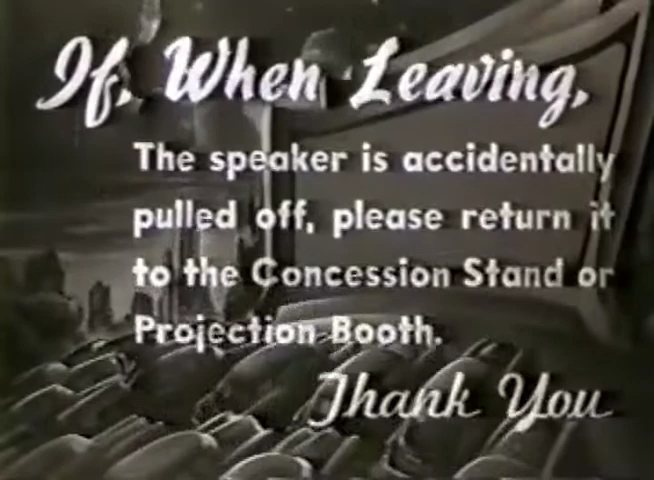 If, When Leaving,
The speaker is accidentally
pulled off, please return it
to the Concession Stand or
Projection Booth.
Thank You